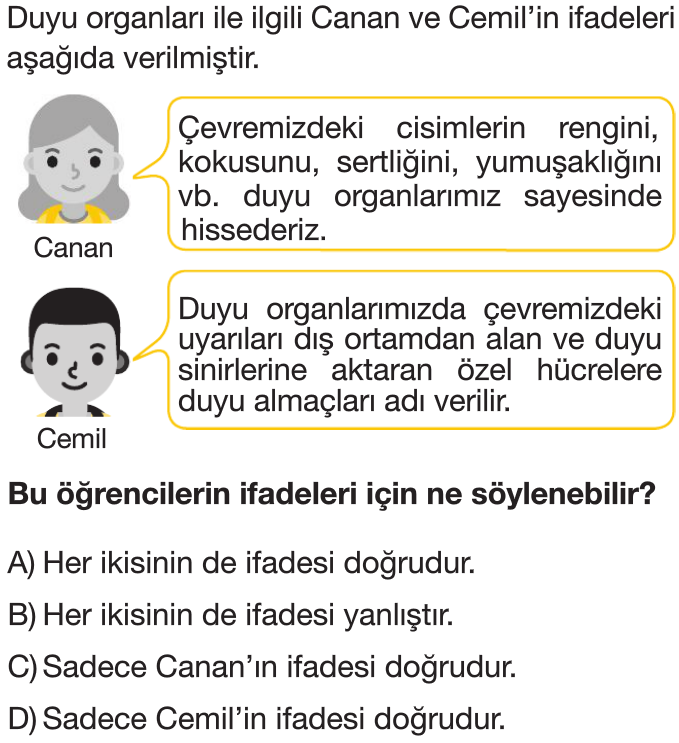 Duyu organları ile ilgili Canan ve Cemil'in ifadeleri
aşağıda verilmiştir.
Çevremizdeki cisimlerin rengini,
kokusunu, sertliğini, yumuşaklığını
vb. duyu organlarımız sayesinde
hissederiz.
Canan
Duyu organlarımızda çevremizdeki
uyarıları dış ortamdan alan ve duyu
sinirlerine aktaran özel hücrelere
duyu almaçları adı verilir.
Cemil
Bu öğrencilerin ifadeleri için ne söylenebilir?
A) Her ikisinin de ifadesi doğrudur.
B) Her ikisinin de ifadesi yanlıştır.
C) Sadece Canan'ın ifadesi doğrudur.
D) Sadece Cemil'in ifadesi doğrudur.